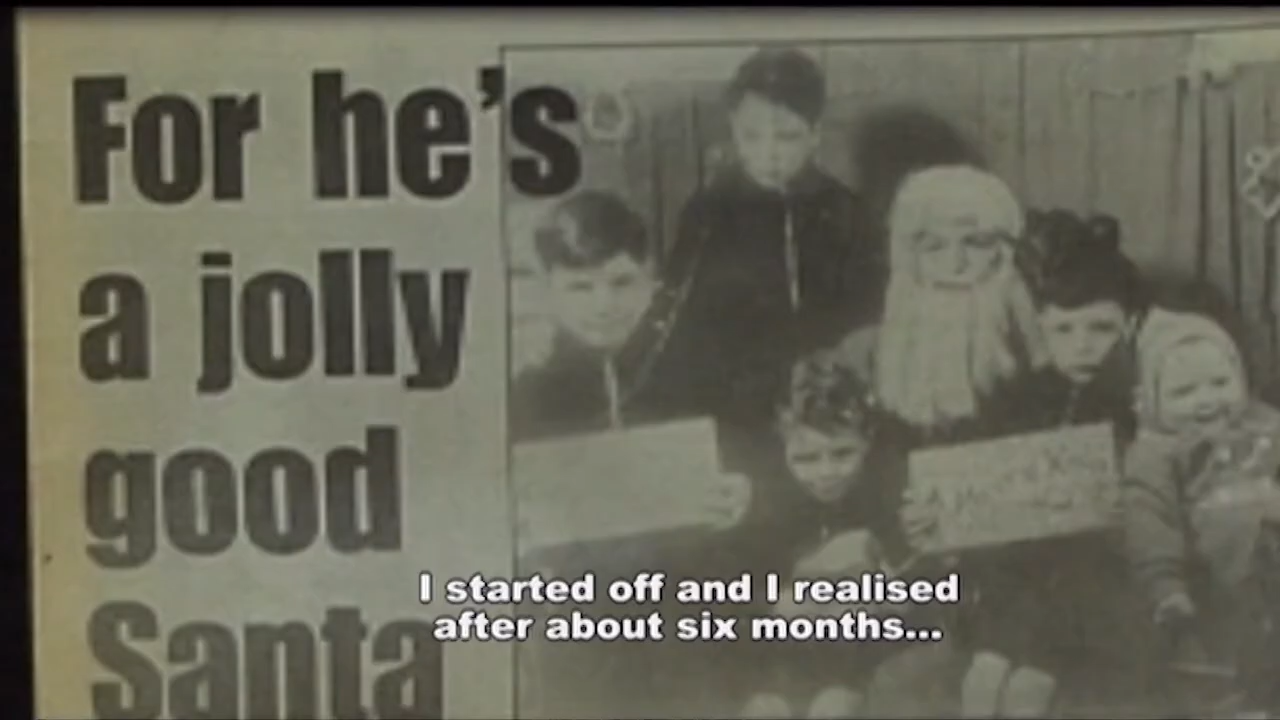 For he's
a jolly
good
Santa
I started off and I realised
after about six months...